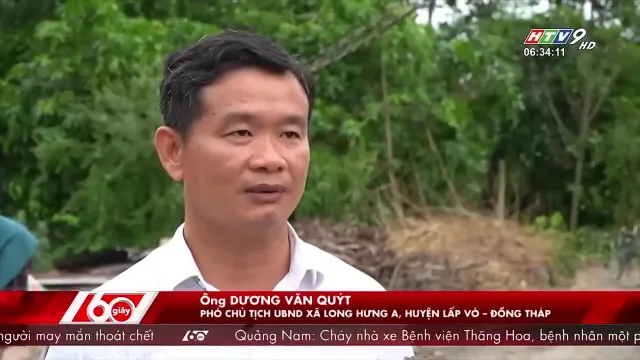 HTV9 HD
06:34:11
Ông DƯƠNG VĂN QUÝT
60 giây
PHÓ CHỦ TỊCH UBND XÃ LONG HƯNG A, HUYỆN LẤP VÒ – ĐỒNG THÁP
người may mắn thoát chết Quảng Nam: Cháy nhà xe Bệnh viện Thăng Hoa, bệnh nhân một p